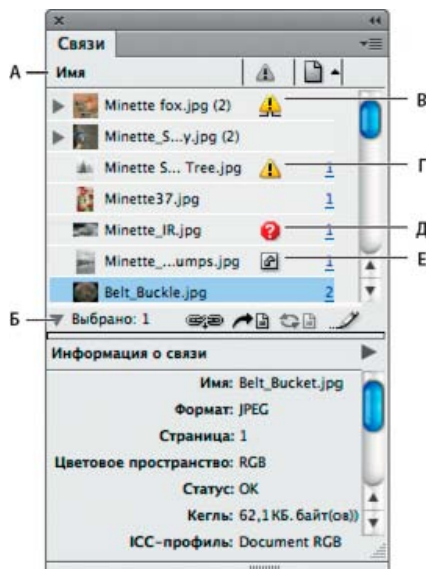 Связи
А
Имя
Minette fox.jpg (2)
В
Minette_S...y.jpg (2)
Minette S... Tree.jpg 1
Г
Minette37.jpg 1
Minette_IR.jpg 1
Д
Minette_...umps.jpg 1
Е
Belt_Buckle.jpg 2
Б
Выбрано: 1
Информация о связи
Имя: Belt_Bucket.jpg
Формат: JPEG
Страница: 1
Цветовое пространство: RGB
Статус: OK
Кегль: 62,1КБ.байт(ов))
ICC-профиль: Document RGB